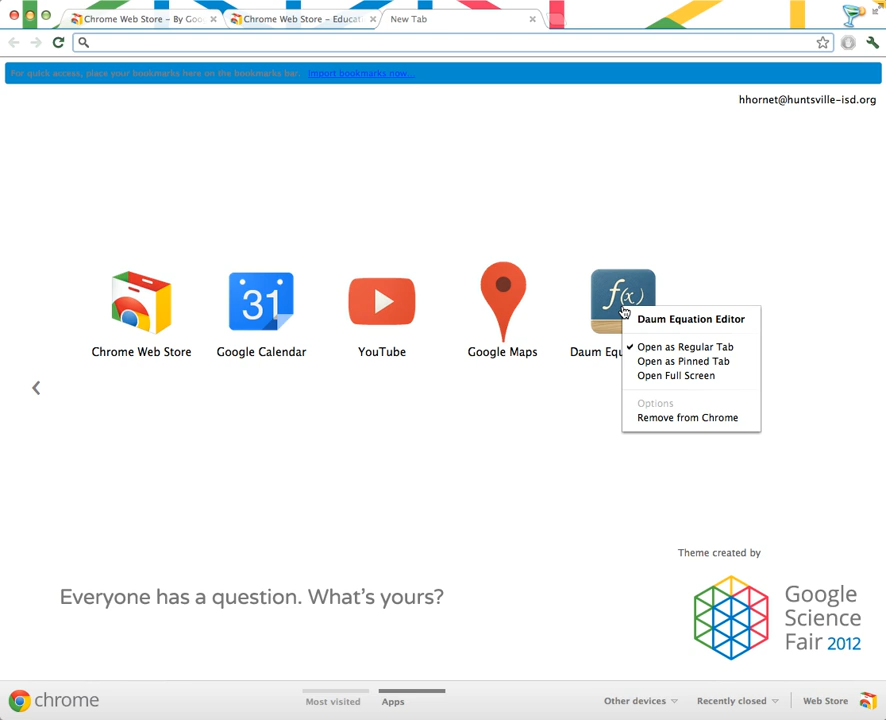 Chrome Web Store – By Goo
Chrome Web Store – Educati
New Tab
For quick access, place your bookmarks here on the bookmarks bar. Import bookmarks now...
hhornet@huntsville-isd.org
31
f(x)
Chrome Web Store
Google Calendar
YouTube
Google Maps
Daum Equ
Daum Equation Editor
✔ Open as Regular Tab
Open as Pinned Tab
Open Full Screen
Options
Remove from Chrome
Theme created by
Everyone has a question. What's yours?
Google
Science
Fair 2012
chrome
Most visited
Apps
Other devices
Recently closed
Web Store